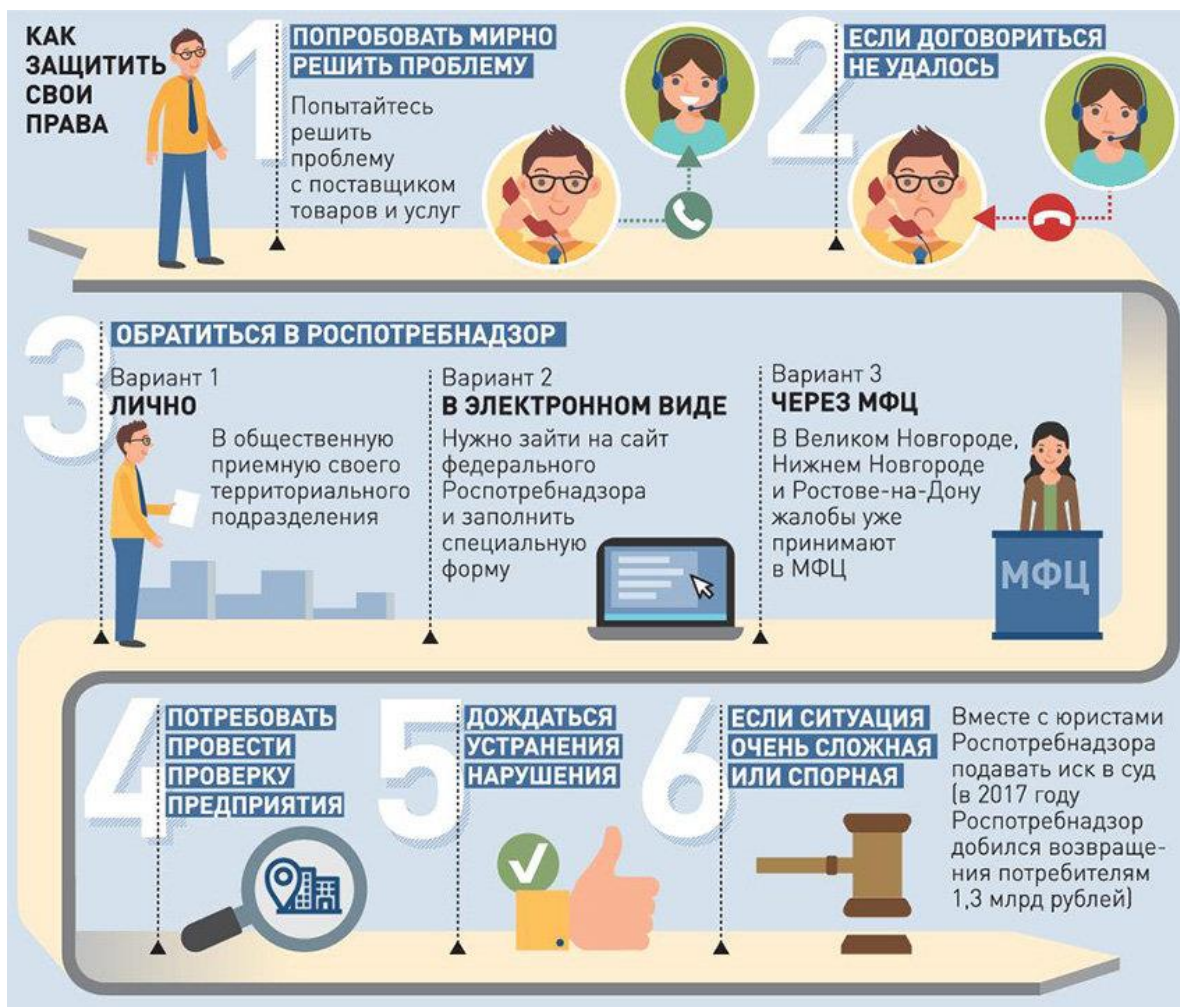 КАК
ЗАЩИТИТЬ
СВОИ
ПРАВА
1
ПОПРОБОВАТЬ МИРНО
РЕШИТЬ ПРОБЛЕМУ
Попытайтесь
решить
проблему
с поставщиком
товаров и услуг
2
ЕСЛИ ДОГОВОРИТЬСЯ
НЕ УДАЛОСЬ
3
ОБРАТИТЬСЯ В РОСПОТРЕБНАДЗОР
Вариант 1
ЛИЧНО
В общественную
приемную своего
территориального
подразделения
Вариант 2
В ЭЛЕКТРОННОМ ВИДЕ
Нужно зайти на сайт
федерального
Роспотребнадзора
и заполнить
специальную
форму
Вариант 3
ЧЕРЕЗ МФЦ
В Великом Новгороде,
Нижнем Новгороде
и Ростове-на-Дону
жалобы уже
принимают
в МФЦ
МФЦ
4
ПОТРЕБОВАТЬ
ПРОВЕСТИ
ПРОВЕРКУ
ПРЕДПРИЯТИЯ
5
ДОЖДАТЬСЯ
УСТРАНЕНИЯ
НАРУШЕНИЯ
6
ЕСЛИ СИТУАЦИЯ
ОЧЕНЬ СЛОЖНАЯ
ИЛИ СПОРНАЯ
Вместе с юристами
Роспотребнадзора
подавать иск в суд
(в 2017 году
Роспотребнадзор
добился возвраще-
ния потребителям
1,3 млрд рублей)